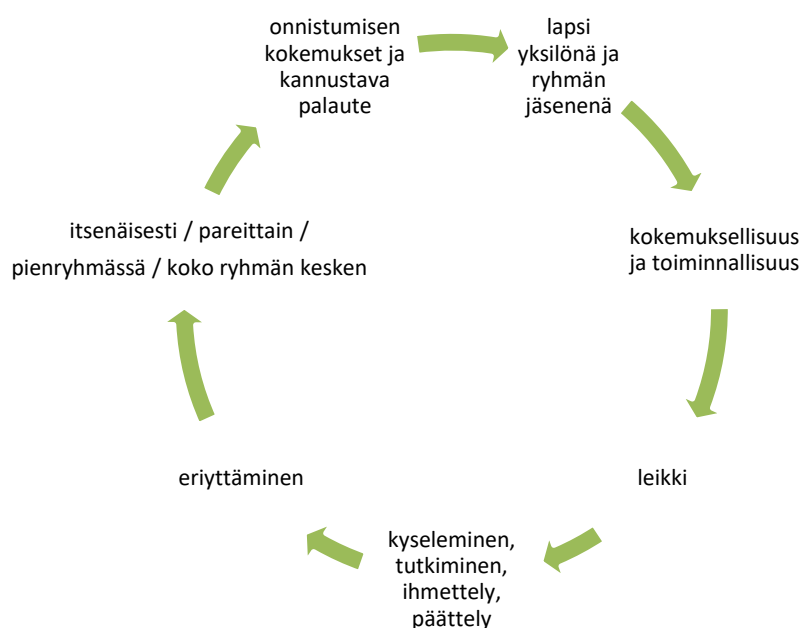 onnistumisen
kokemukset ja
kannustava
palaute
lapsi
yksilönä ja
ryhmän
jäsenenä
kokemuksellisuus
ja toiminnallisuus
leikki
kyseleminen,
tutkiminen,
ihmettely,
päättely
eriyttäminen
itsenäisesti / pareittain /
pienryhmässä / koko ryhmän kesken